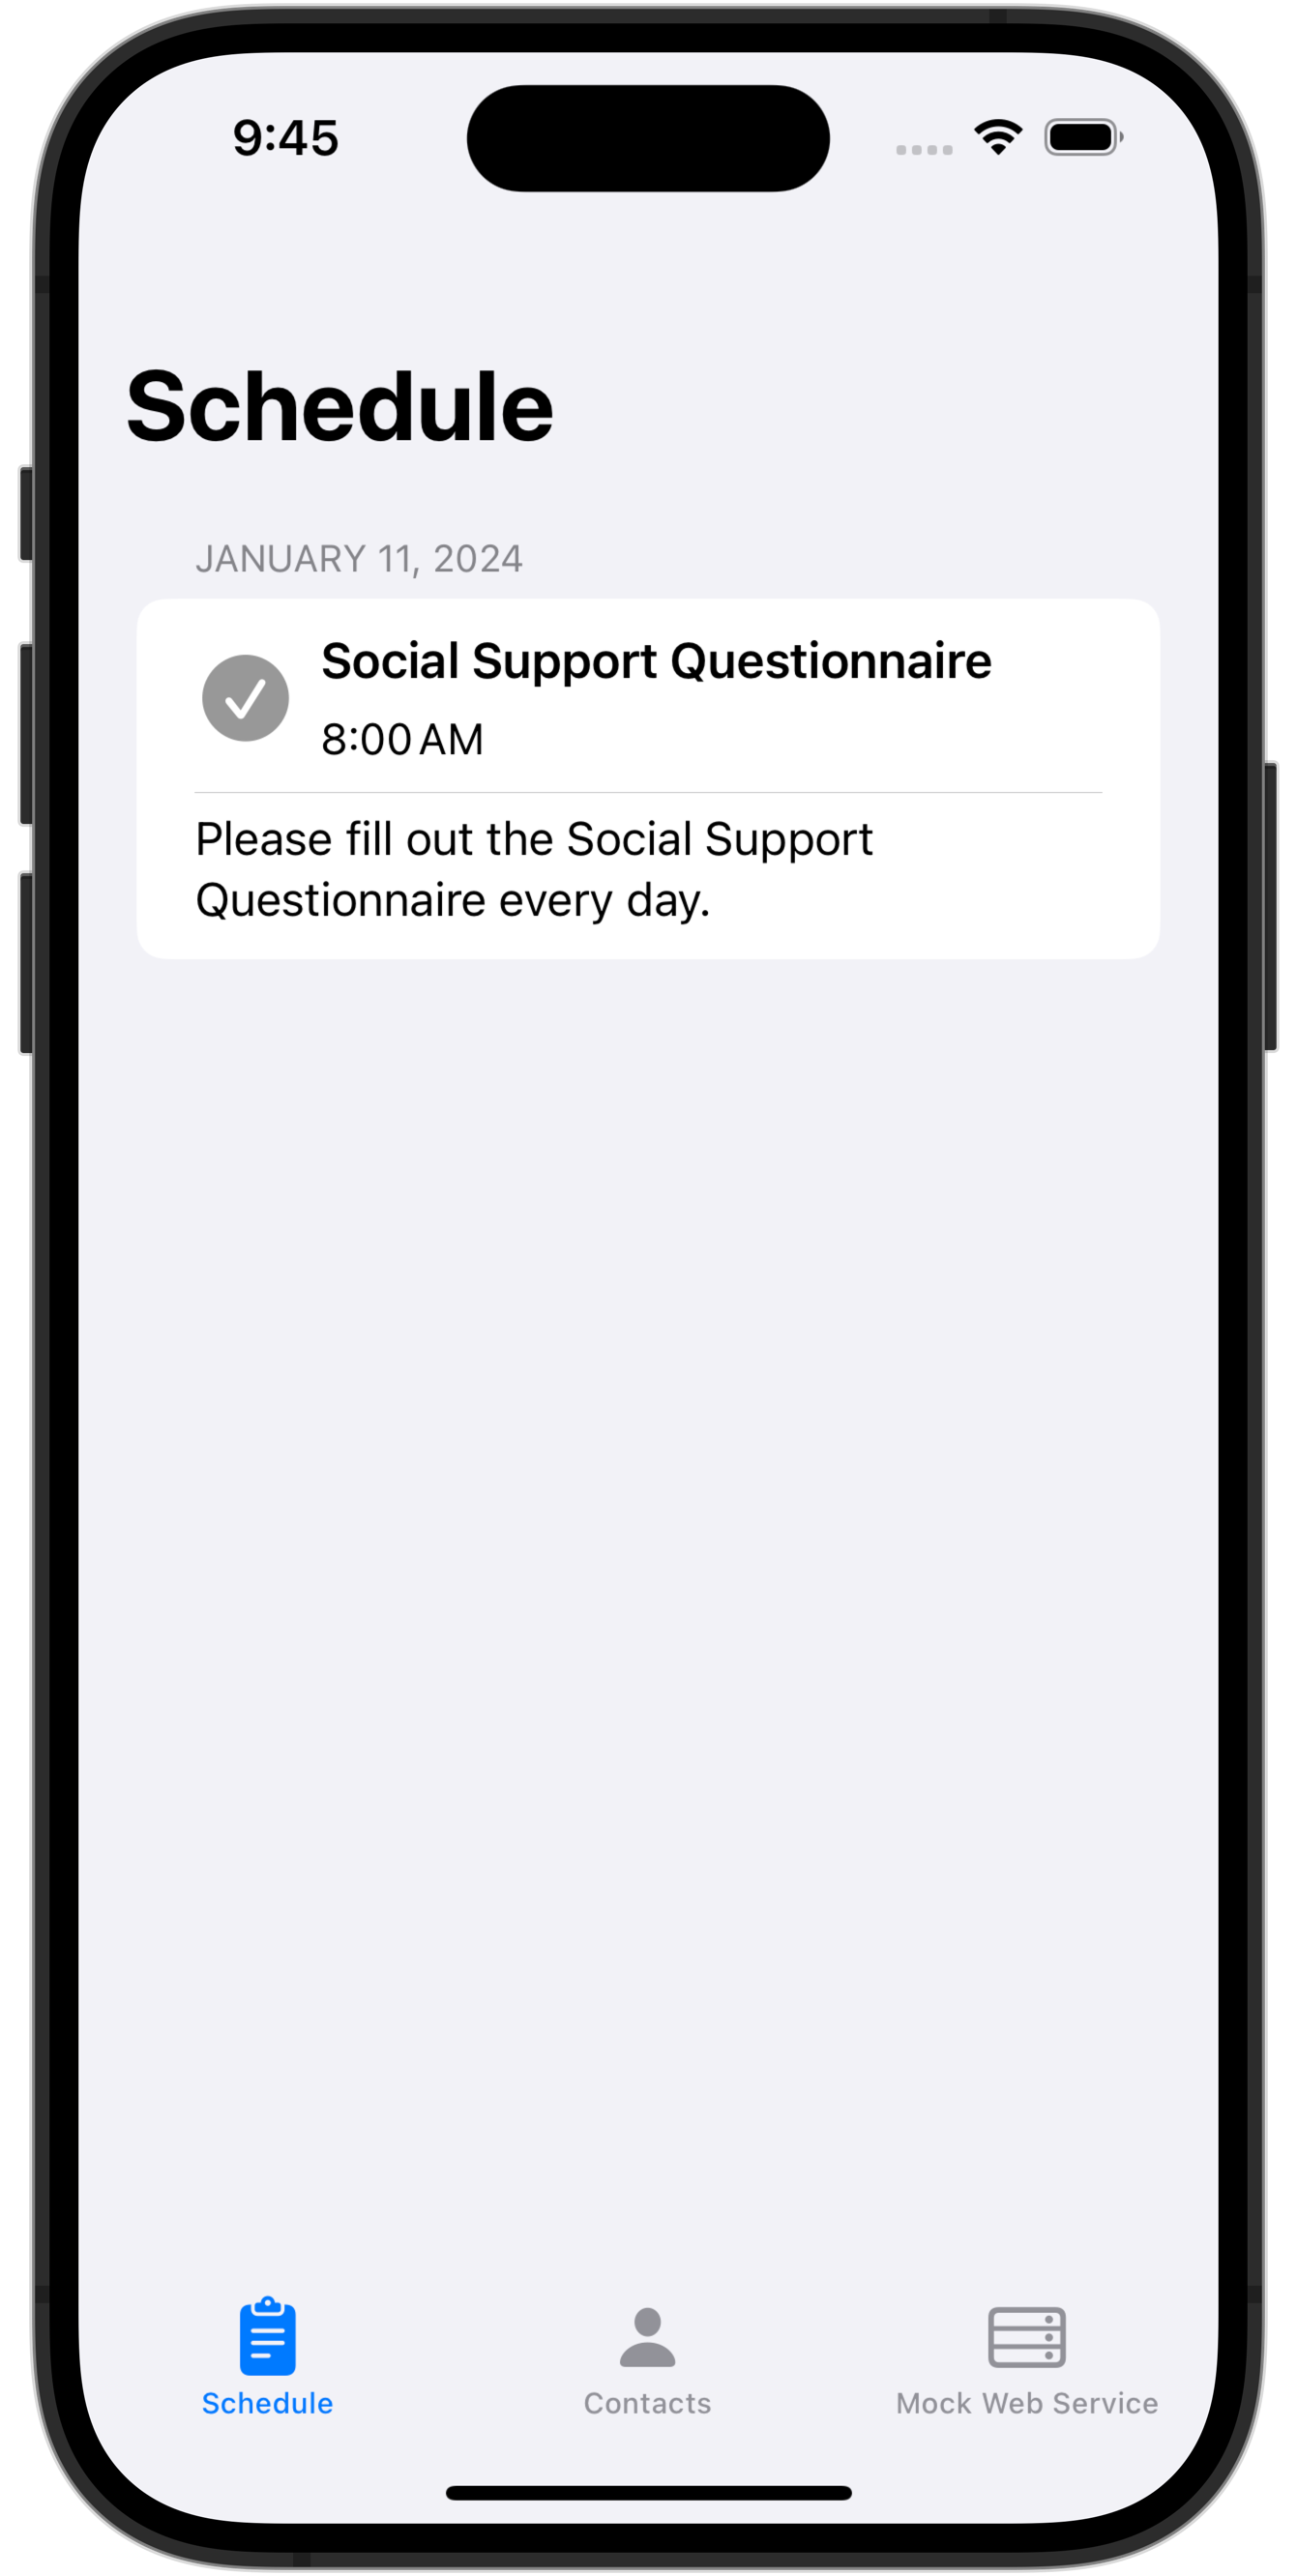 9:45
Schedule
JANUARY 11, 2024
Social Support Questionnaire
8:00 AM
Please fill out the Social Support
Questionnaire every day.
Schedule
Contacts
Mock Web Service